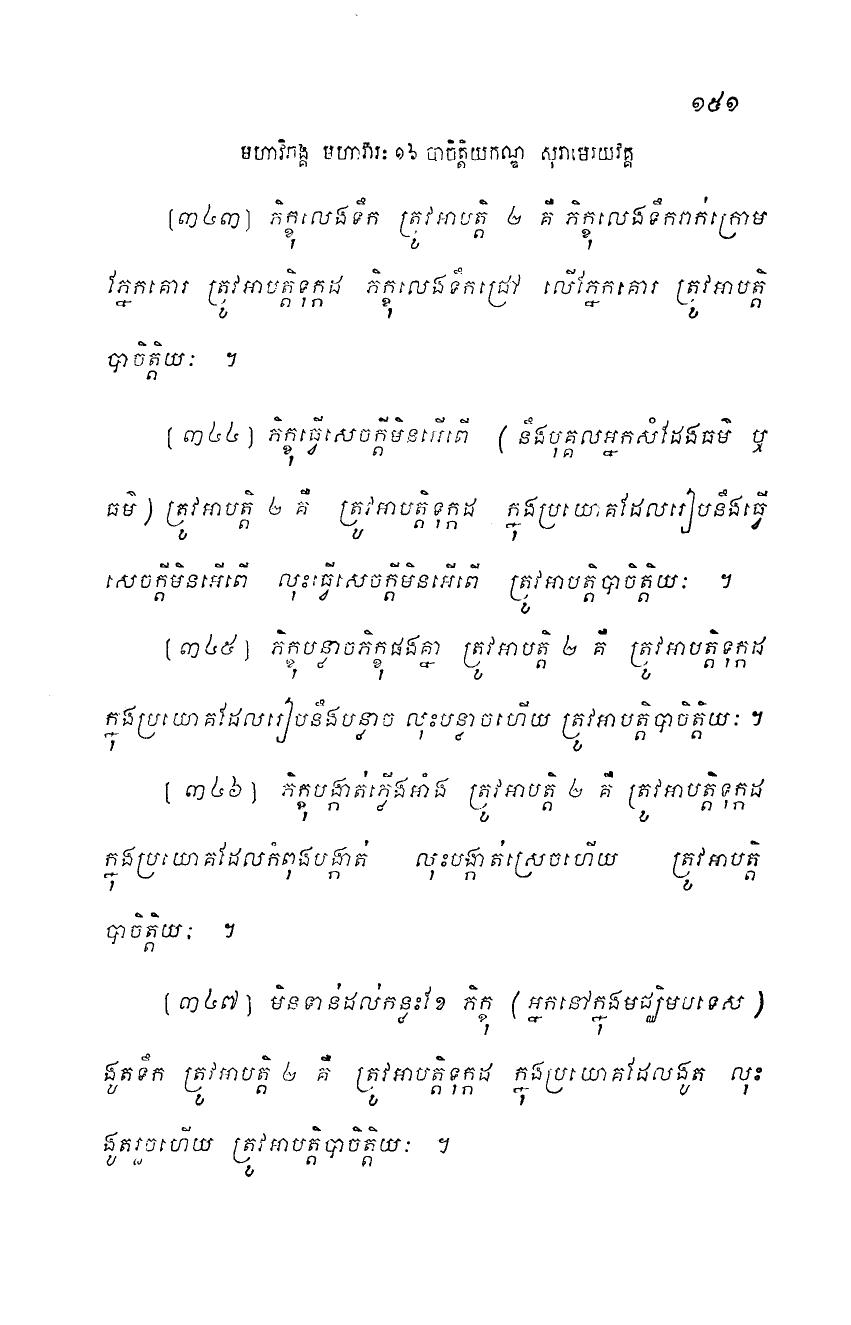 ១៥១
មហាវិភង្គ មហាវារៈ ១៦ បាចិត្តិយកណ្ឌ សុរាមេរយវគ្គ
[៣៤៣] ភិក្ខុលេងទឹក ត្រូវអាបត្តិ ២ គឺ ភិក្ខុលេងទឹករាក់ក្រោម
ភ្នែកគោរ ត្រូវអាបត្តិទុក្កដ ភិក្ខុលេងទឹកជ្រៅ លើភ្នែកគោរ ត្រូវអាបត្តិ
បាចិត្តិយៈ ។
[ ៣៤៤ ] ភិក្ខុធ្វើសេចក្តីមិនអើពើ ( នឹងបុគ្គលអ្នកសំដែងធម៌ ឬ
ធម៌ ) ត្រូវអាបត្តិ ២ គឺ ត្រូវអាបត្តិទុក្កដ ក្នុងប្រយោគដែលរៀបនឹងធ្វើ
សេចក្តីមិនអើពើ លុះធ្វើសេចក្តីមិនអើពើ ត្រូវអាបត្តិបាចិត្តិយៈ ។
[ ៣៤៥ ] ភិក្ខុបន្លាចភិក្ខុផងគ្នា ត្រូវអាបត្តិ ២ គឺ ត្រូវអាបត្តិទុក្កដ
ក្នុងប្រយោគដែលរៀបនឹងបន្លាច លុះបន្លាចហើយ ត្រូវអាបត្តិបាចិត្តិយៈ ។
[ ៣៤៦ ] ភិក្ខុបង្កាត់ភ្លើងអាំង ត្រូវអាបត្តិ ២ គឺ ត្រូវអាបត្តិទុក្កដ
ក្នុងប្រយោគដែលកំពុងបង្កាត់ លុះបង្កាត់ស្រេចហើយ ត្រូវអាបត្តិ
បាចិត្តិយៈ ។
[ ៣៤៧ ] មិនទាន់ដល់កន្លះខែ ភិក្ខុ ( អ្នកនៅក្នុងមជ្ឈិមបទេស )
ងូតទឹក ត្រូវអាបត្តិ ២ គឺ ត្រូវអាបត្តិទុក្កដ ក្នុងប្រយោគដែលងូត លុះ
ងូតរួចហើយ ត្រូវអាបត្តិបាចិត្តិយៈ ។